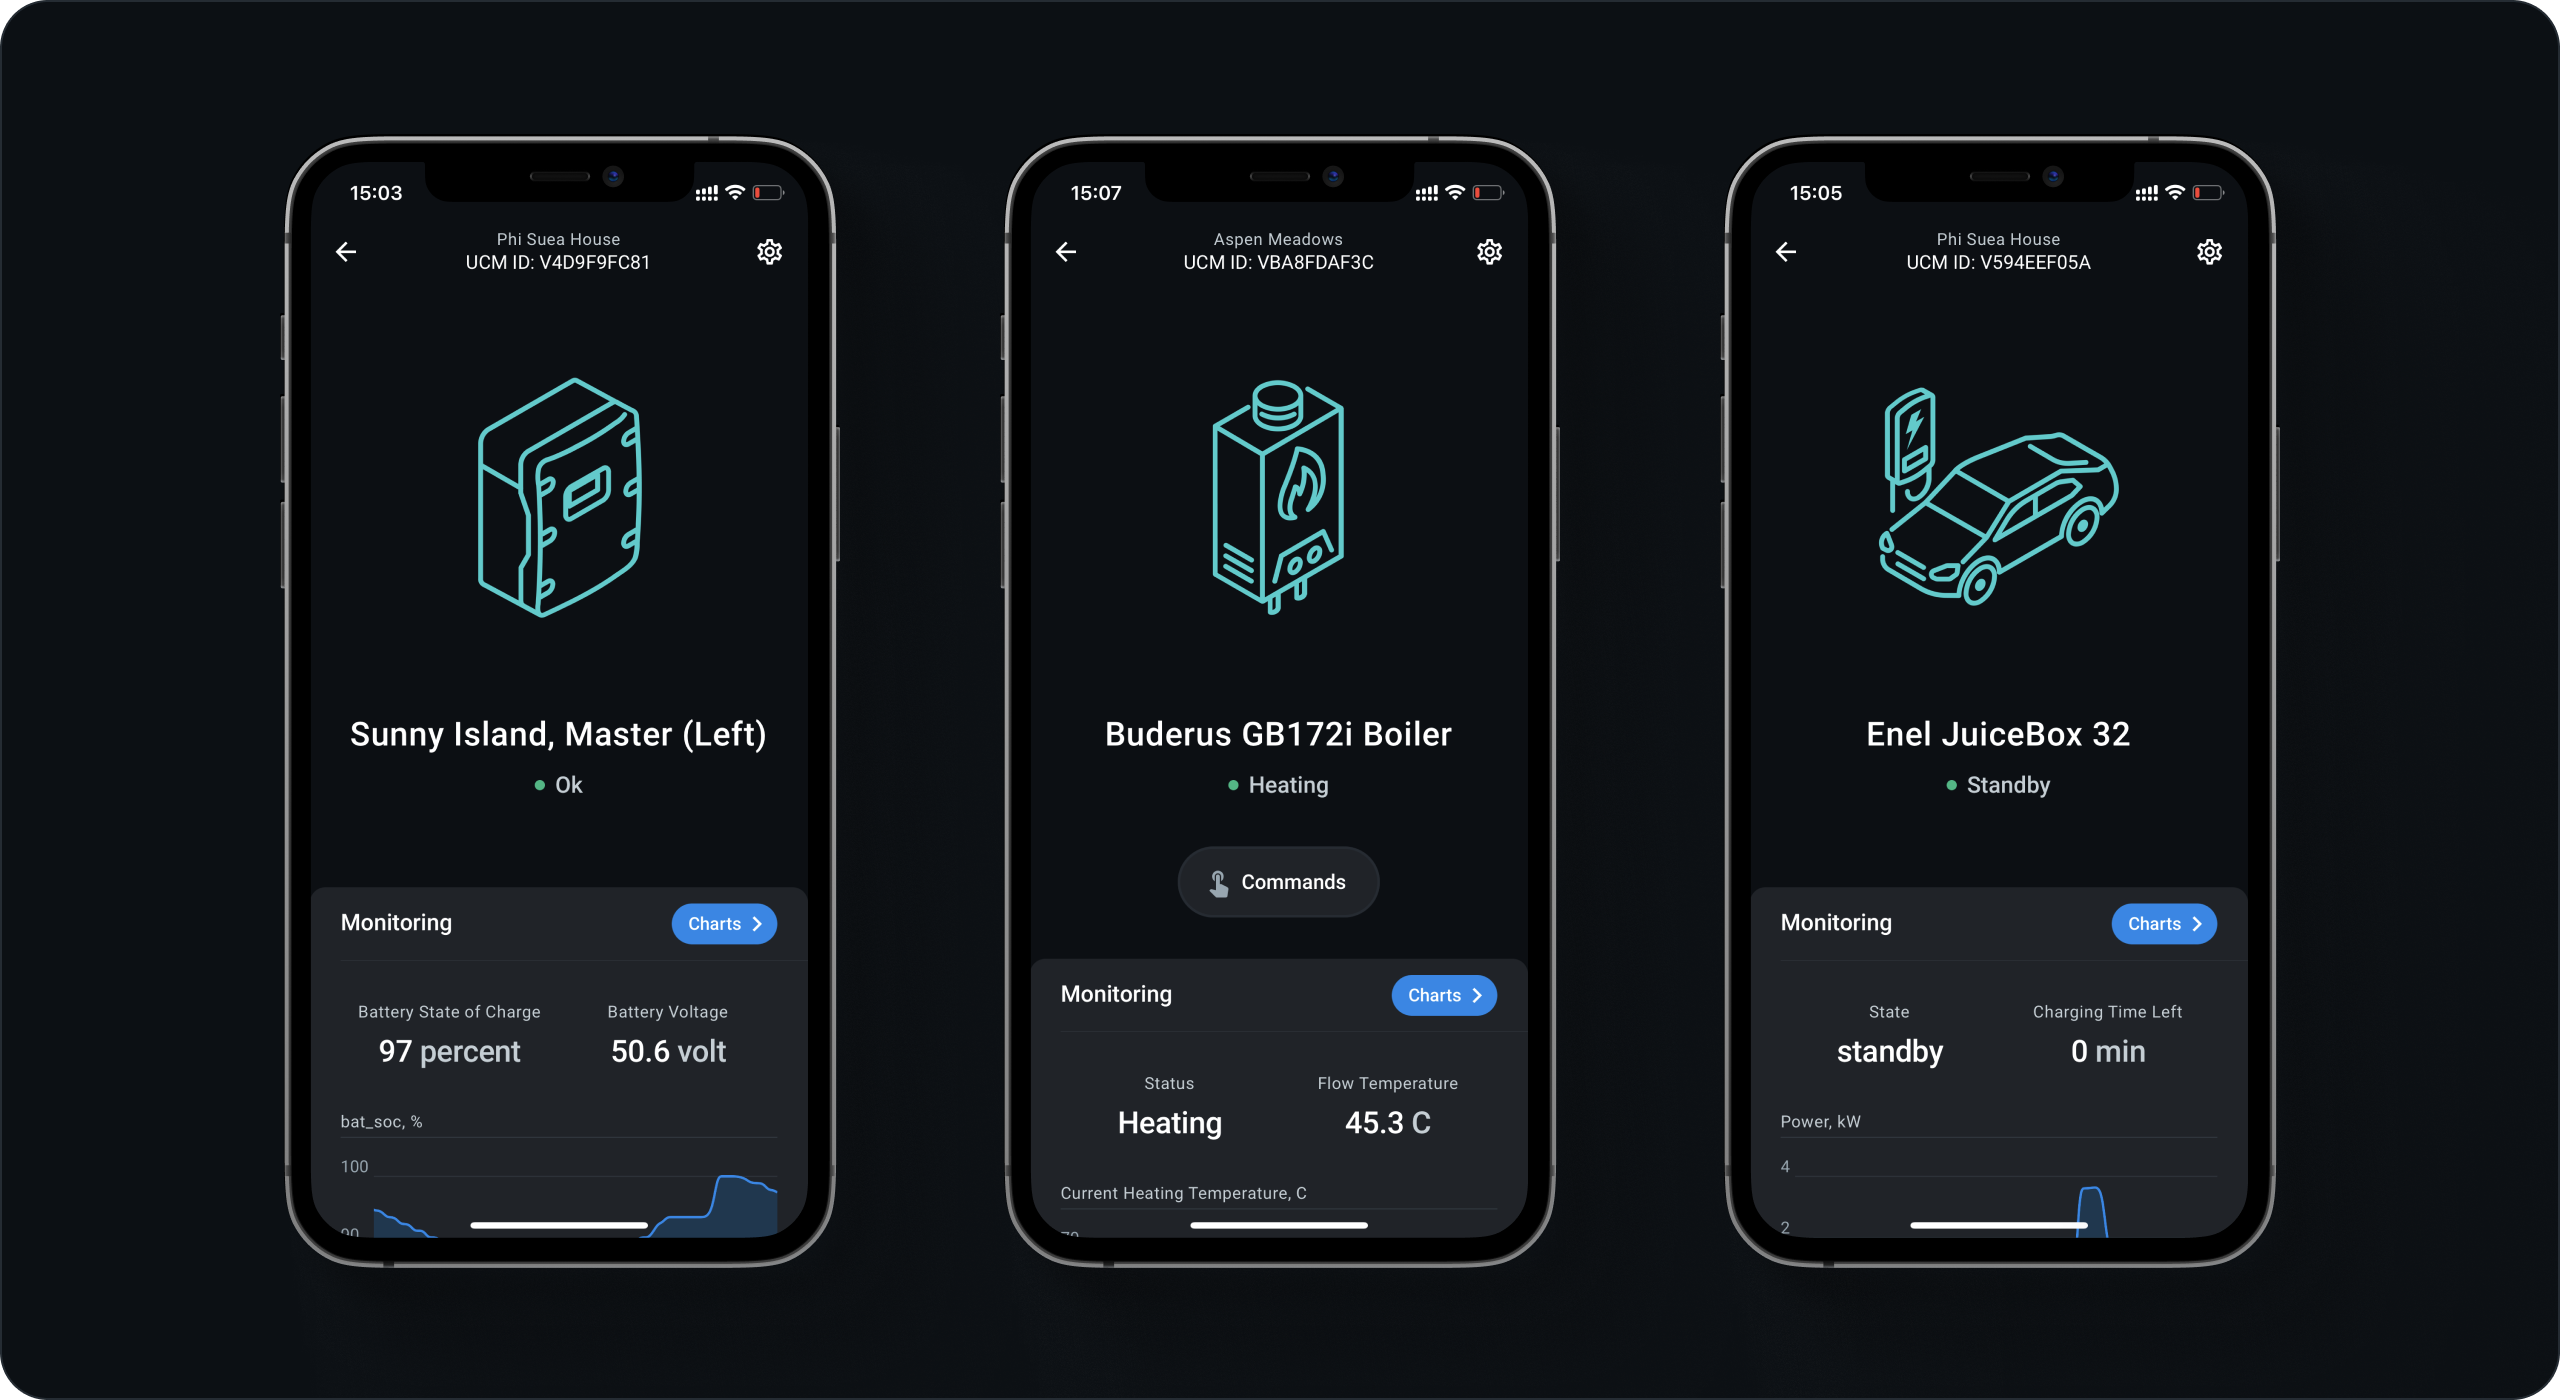 15:03
Phi Suea House
UCM ID: V4D9F9FC81
Sunny Island, Master (Left)
Ok
Monitoring
Charts
Battery State of Charge
Battery Voltage
97 percent
50.6 volt
bat_soc, %
100
90
15:07
Aspen Meadows
UCM ID: VBA8FDAF3C
Buderus GB172i Boiler
Heating
Commands
Monitoring
Charts
Status
Flow Temperature
Heating
45.3 C
Current Heating Temperature, C
70
15:05
Phi Suea House
UCM ID: V594EEF05A
Enel JuiceBox 32
Standby
Monitoring
Charts
State
Charging Time Left
standby
0 min
Power, kW
4
2